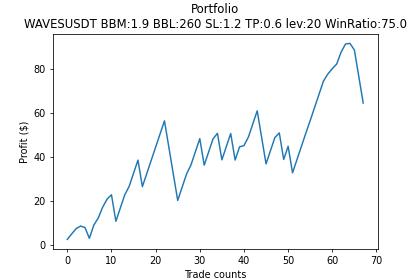 Portfolio
WAVESUSDT BBM:1.9 BBL:260 SL:1.2 TP:0.6 lev:20 WinRatio:75.0
Profit ($)
80
60
40
20
0
0 10 20 30 40 50 60 70
Trade counts